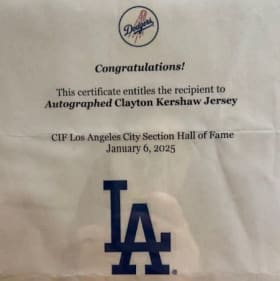 Dodgers
Congratulations!
This certificate entitles the recipient to
Autographed Clayton Kershaw Jersey
CIF Los Angeles City Section Hall of Fame
January 6, 2025
LA
®